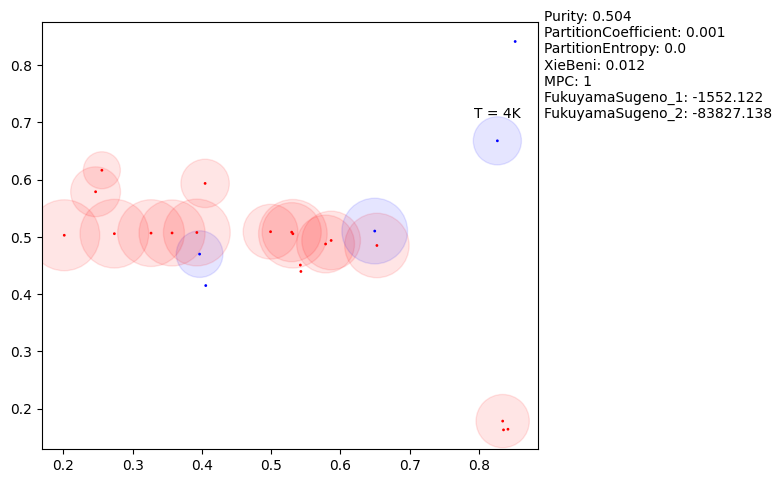 Purity: 0.504
PartitionCoefficient: 0.001
PartitionEntropy: 0.0
XieBeni: 0.012
MPC: 1
FukuyamaSugeno_1: -1552.122
FukuyamaSugeno_2: -83827.138
T = 4K
0.8
0.7
0.6
0.5
0.4
0.3
0.2
0.2 0.3 0.4 0.5 0.6 0.7 0.8